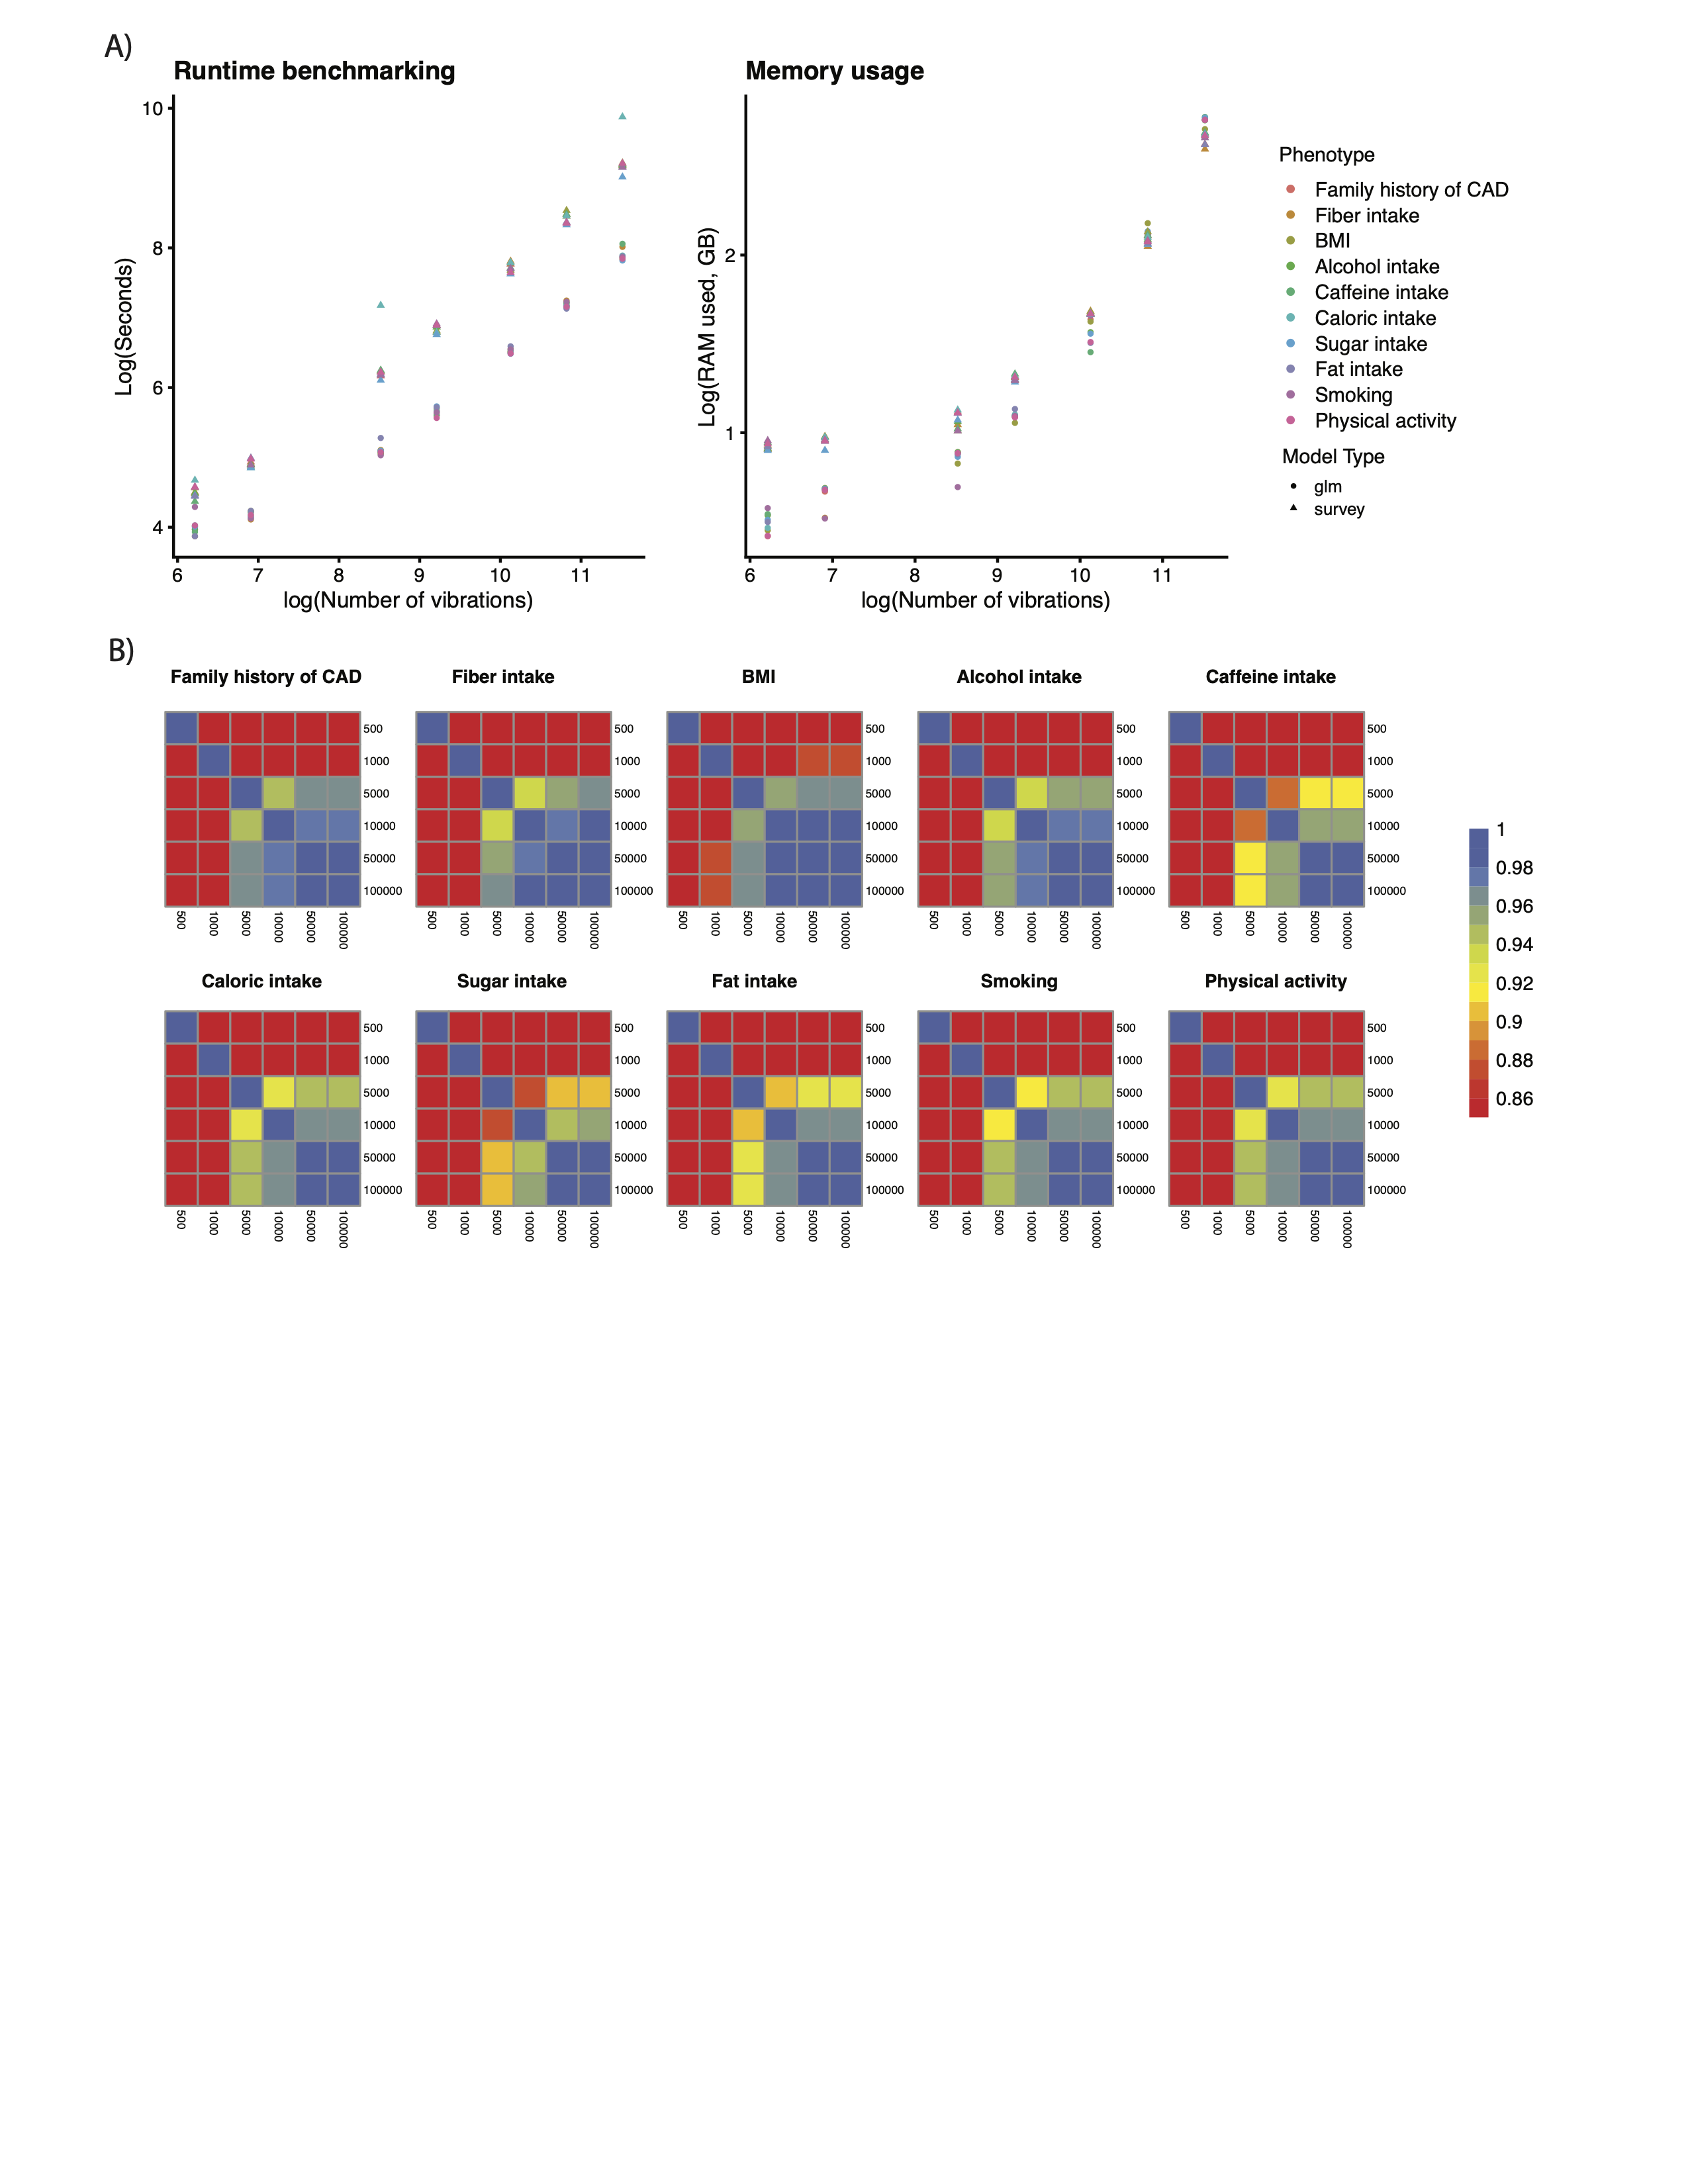 A)
Runtime benchmarking
Memory usage
10
8
6
4
Log(Seconds)
6 7 8 9 10 11
log(Number of vibrations)
2
1
Log(RAM used, GB)
6 7 8 9 10 11
log(Number of vibrations)
Phenotype
Family history of CAD
Fiber intake
BMI
Alcohol intake
Caffeine intake
Caloric intake
Sugar intake
Fat intake
Smoking
Physical activity
Model Type
glm
survey
B)
Family history of CAD
500
1000
5000
10000
50000
100000
500 1000 5000 10000 50000 100000
Fiber intake
500
1000
5000
10000
50000
100000
500 1000 5000 10000 50000 100000
BMI
500
1000
5000
10000
50000
100000
500 1000 5000 10000 50000 100000
Alcohol intake
500
1000
5000
10000
50000
100000
500 1000 5000 10000 50000 100000
Caffeine intake
500
1000
5000
10000
50000
100000
500 1000 5000 10000 50000 100000
Caloric intake
500
1000
5000
10000
50000
100000
500 1000 5000 10000 50000 100000
Sugar intake
500
1000
5000
10000
50000
100000
500 1000 5000 10000 50000 100000
Fat intake
500
1000
5000
10000
50000
100000
500 1000 5000 10000 50000 100000
Smoking
500
1000
5000
10000
50000
100000
500 1000 5000 10000 50000 100000
Physical activity
500
1000
5000
10000
50000
100000
500 1000 5000 10000 50000 100000
1
0.98
0.96
0.94
0.92
0.9
0.88
0.86